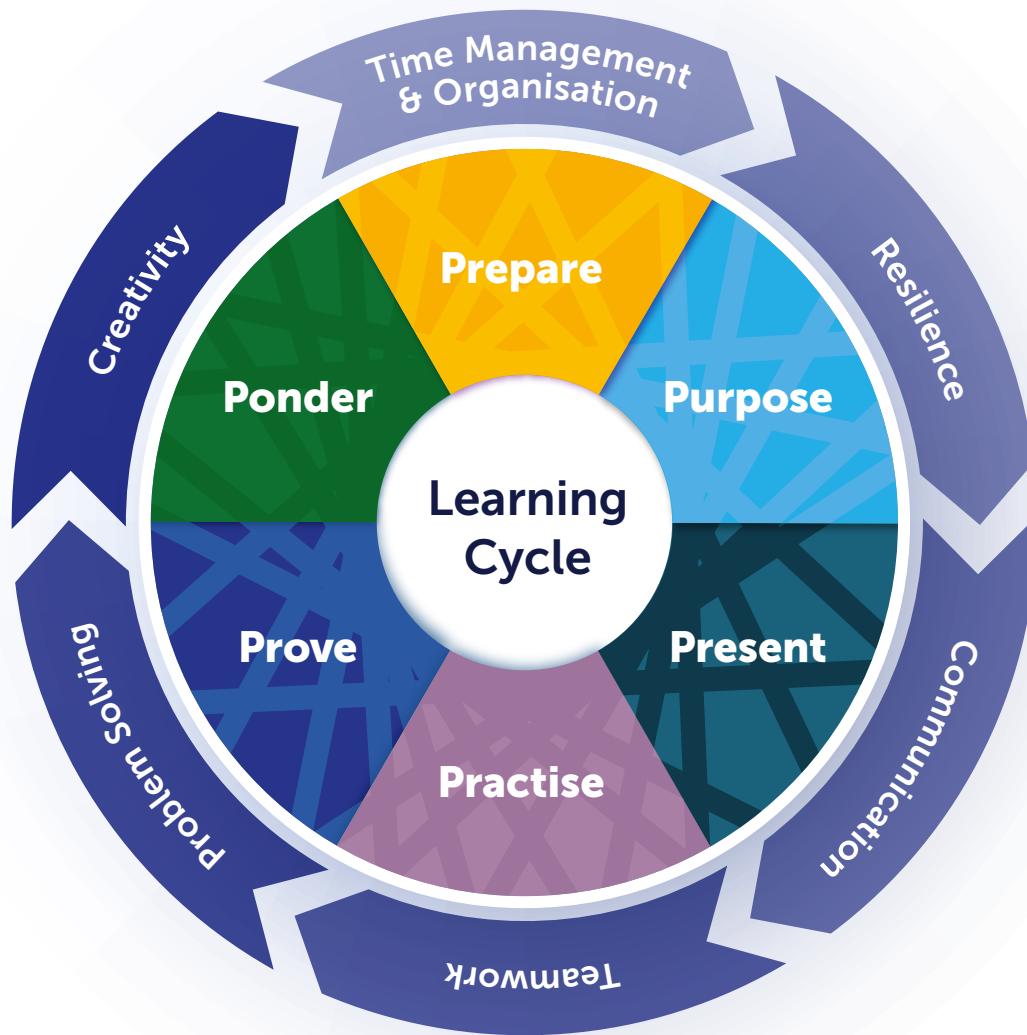 Time Management
& Organisation
Resilience
Communication
Teamwork
Problem Solving
Creativity
Prepare
Purpose
Present
Practise
Prove
Ponder
Learning
Cycle